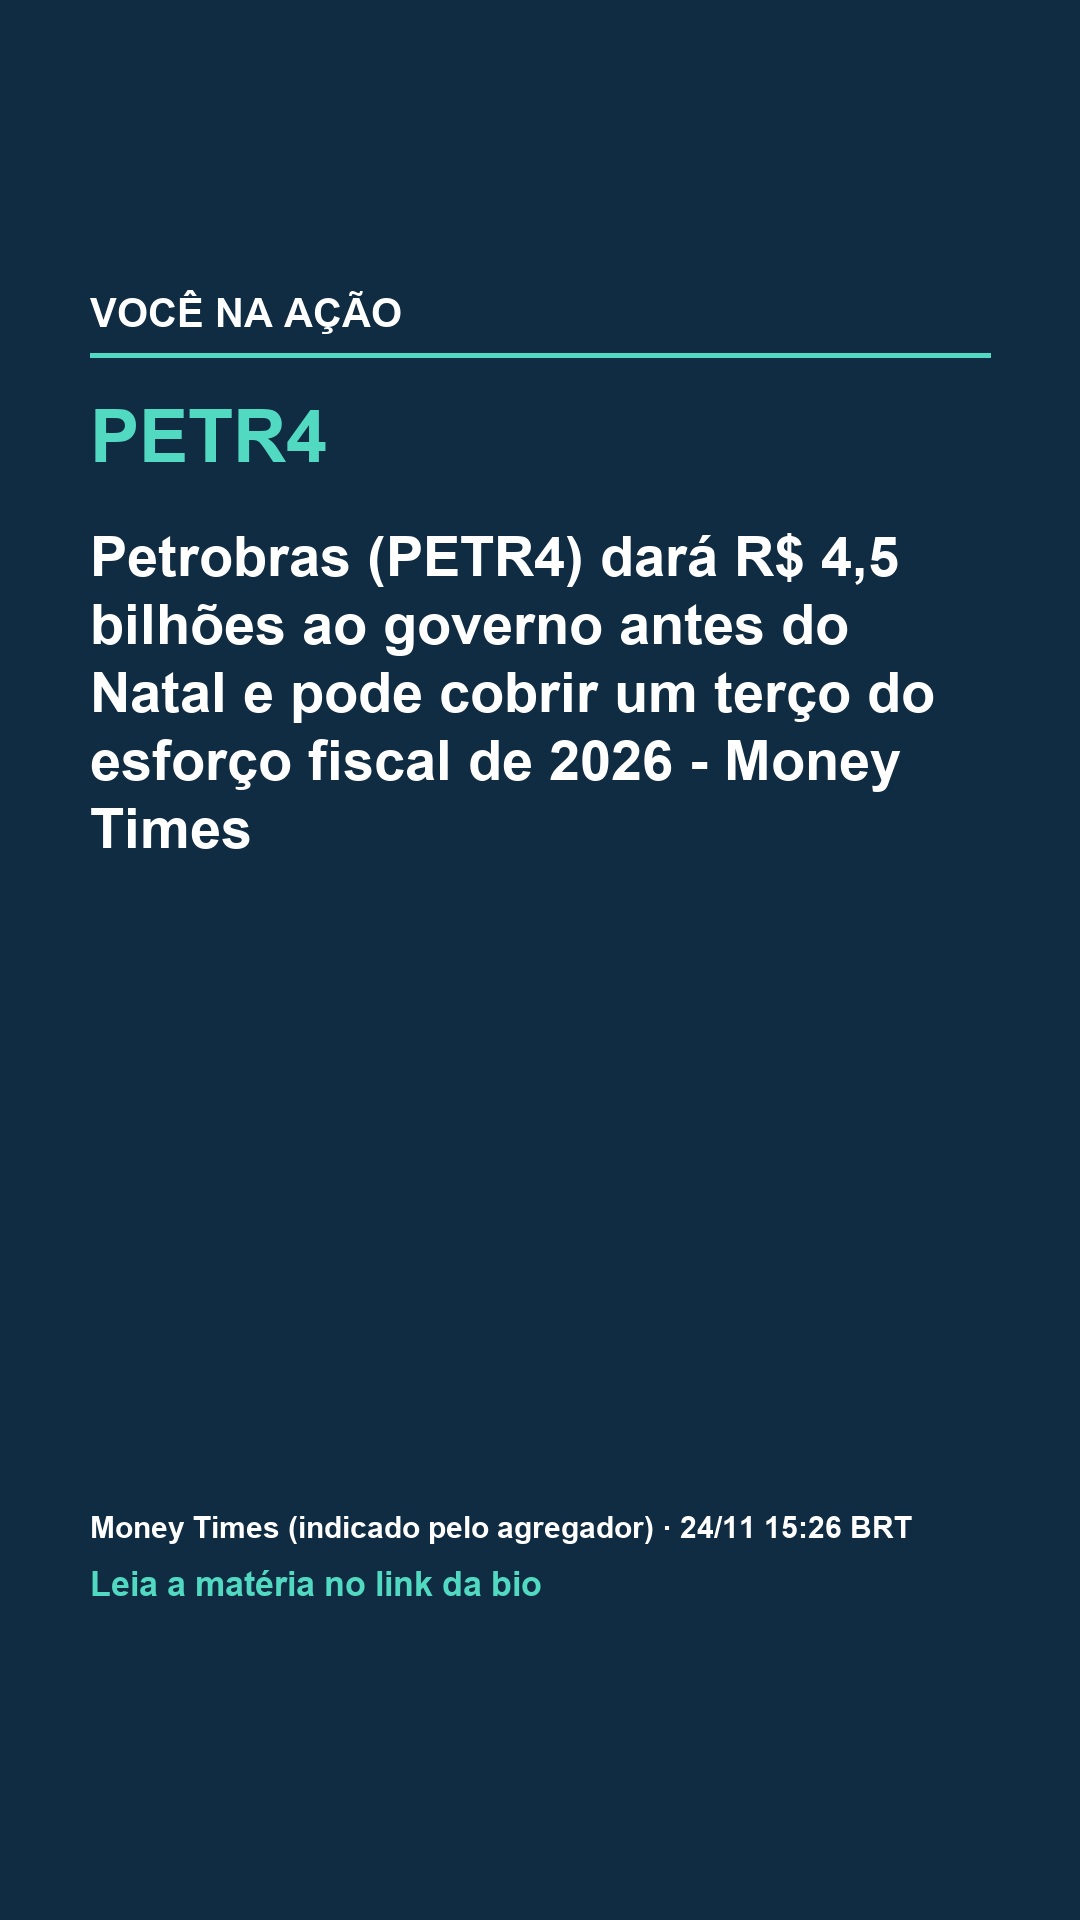 VOCÊ NA AÇÃO
PETR4
Petrobras (PETR4) dará R$ 4,5
bilhões ao governo antes do
Natal e pode cobrir um terço do
esforço fiscal de 2026 - Money
Times
Money Times (indicado pelo agregador) · 24/11 15:26 BRT
Leia a matéria no link da bio